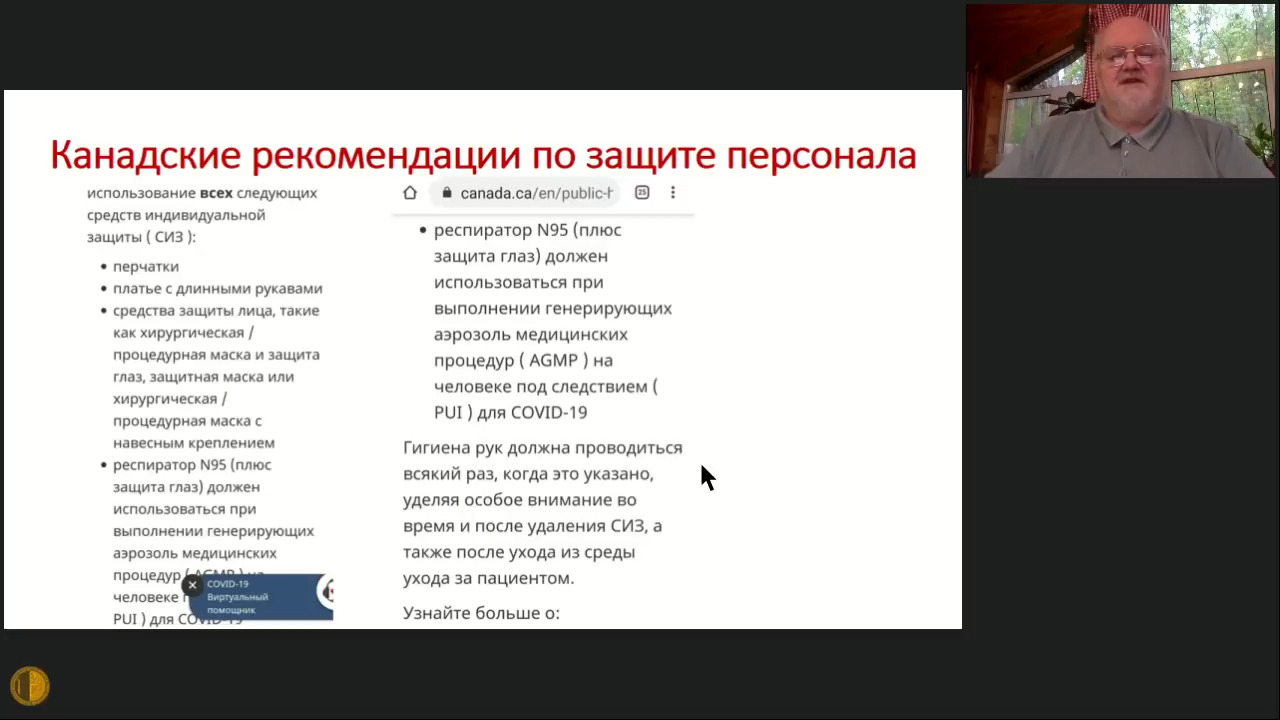 Канадские рекомендации по защите персонала
использование всех следующих
средств индивидуальной
защиты ( СИЗ ):
• перчатки
• платье с длинными рукавами
• средства защиты лица, такие
как хирургическая /
процедурная маска и защита
глаз, защитная маска или
хирургическая /
процедурная маска с
навесным креплением
• респиратор N95 (плюс
защита глаз) должен
использоваться при
выполнении генерирующих
аэрозоль медицинских
процедур ( AGMP ) на
человеке
PUI ) для COVID-19
COVID-19
Виртуальный
помощник
canada.ca/en/public-h
25
• респиратор N95 (плюс
защита глаз) должен
использоваться при
выполнении генерирующих
аэрозоль медицинских
процедур ( AGMP ) на
человеке под следствием (
PUI ) для COVID-19
Гигиена рук должна проводиться
всякий раз, когда это указано,
уделяя особое внимание во
время и после удаления СИЗ, а
также после ухода из среды
ухода за пациентом.
Узнайте больше о: